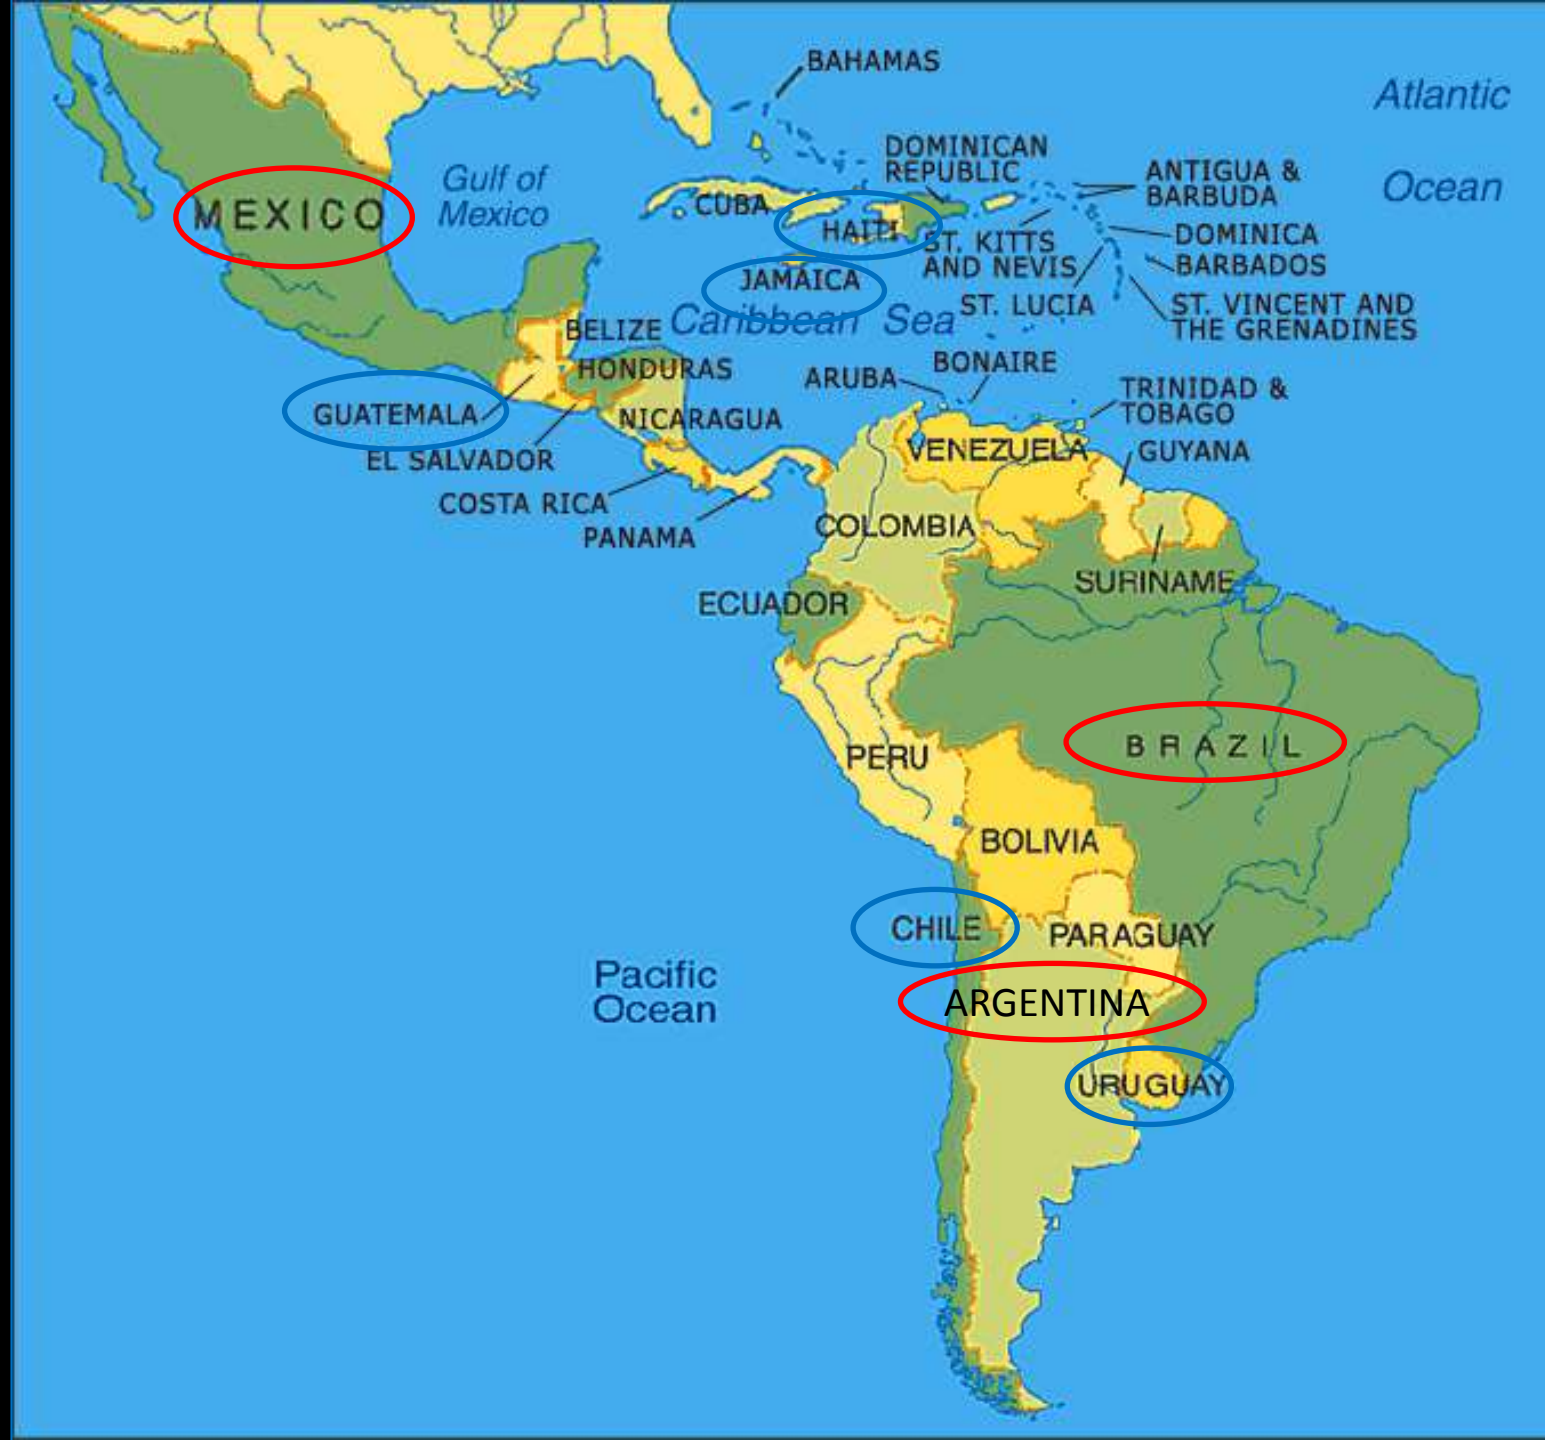 BAHAMAS
Atlantic
Ocean
DOMINICAN
REPUBLIC
ANTIGUA &
BARBUDA
Gulf of
Mexico
MEXICO
CUBA
HAITI
ST. KITTS
AND NEVIS
DOMINICA
BARBADOS
JAMAICA
ST. LUCIA
ST. VINCENT AND
THE GRENADINES
Caribbean Sea
BELIZE
HONDURAS
ARUBA
BONAIRE
TRINIDAD &
TOBAGO
GUATEMALA
NICARAGUA
EL SALVADOR
VENEZUELA
GUYANA
COSTA RICA
PANAMA
COLOMBIA
SURINAME
ECUADOR
PERU
BRAZIL
BOLIVIA
CHILE
PARAGUAY
Pacific
Ocean
ARGENTINA
URUGUAY